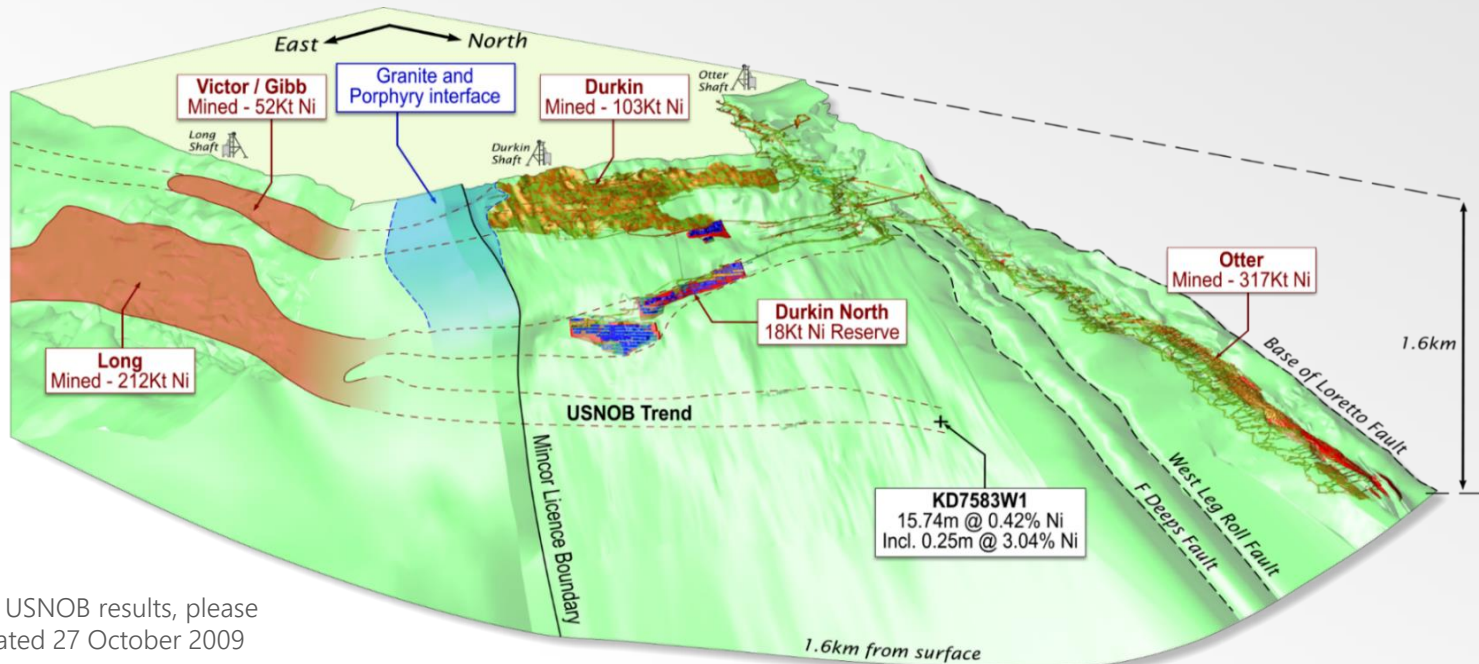 East
North
Victor / Gibb
Mined - 52Kt Ni
Granite and
Porphyry interface
Durkin
Mined - 103Kt Ni
Otter
Shaft
Long
Shaft
Durkin
Shaft
Otter
Mined - 317Kt Ni
Durkin North
18Kt Ni Reserve
1.6km
Long
Mined - 212Kt Ni
Base of Loretto Fault
USNOB Trend
Mincor Licence Boundary
KD7583W1
15.74m @ 0.42% Ni
Incl. 0.25m @ 3.04% Ni
West Leg Roll Fault
F Deeps Fault
USNOB results, please
ated 27 October 2009
1.6km from surface